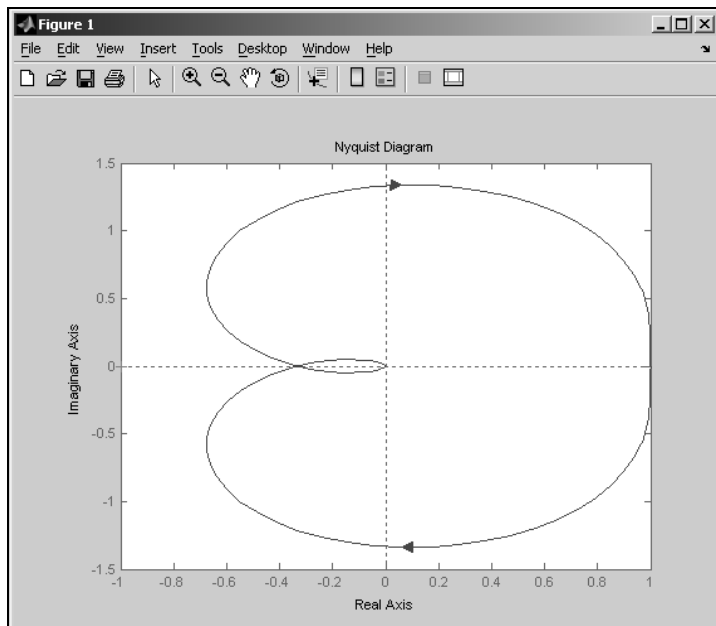 Figure 1
File Edit View Insert Tools Desktop Window Help
Nyquist Diagram
1.5
1
0.5
0
-0.5
-1
-1.5
Imaginary Axis
-1 -0.8 -0.6 -0.4 -0.2 0 0.2 0.4 0.6 0.8 1
Real Axis